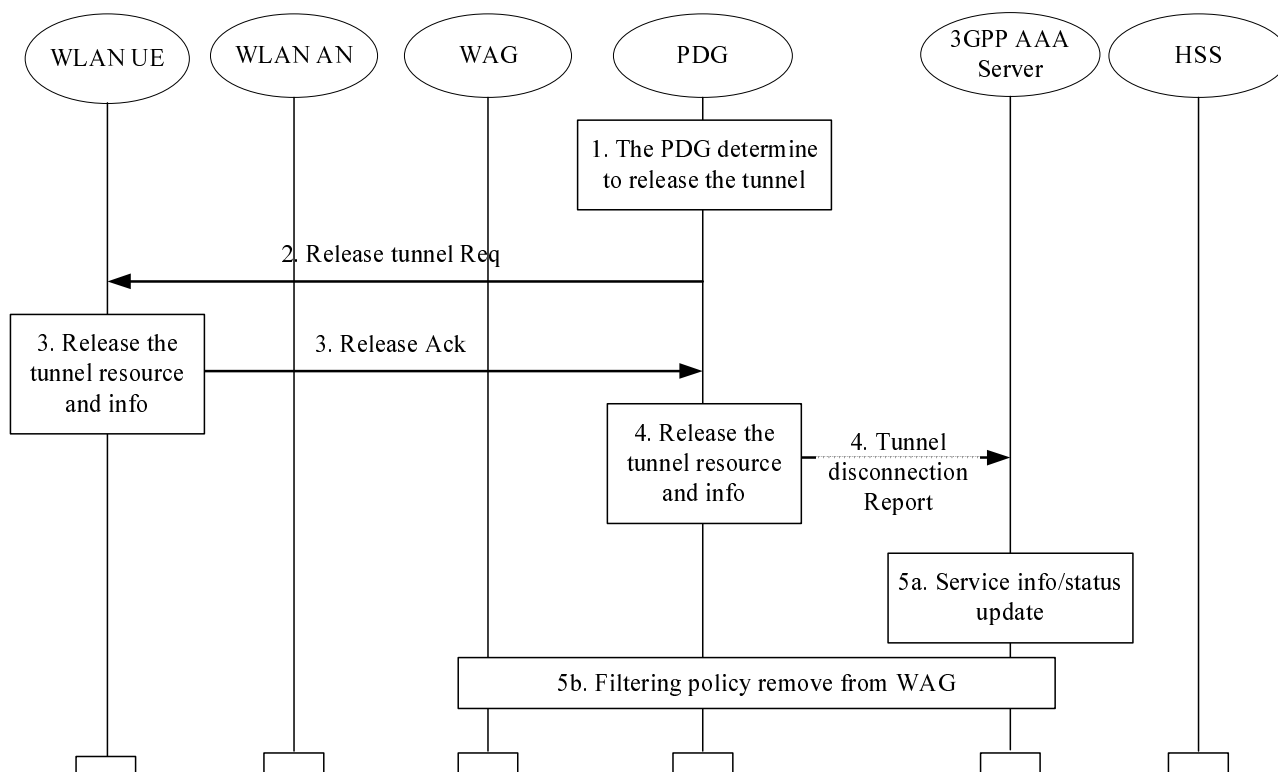 WLAN UE
WLAN AN
WAG
PDG
3GPP AAA
Server
HSS
1. The PDG determine
to release the tunnel
2. Release tunnel Req
3. Release the
tunnel resource
and info
3. Release Ack
4. Release the
tunnel resource
and info
4. Tunnel
disconnection
Report
5a. Service info/status
update
5b. Filtering policy remove from WAG